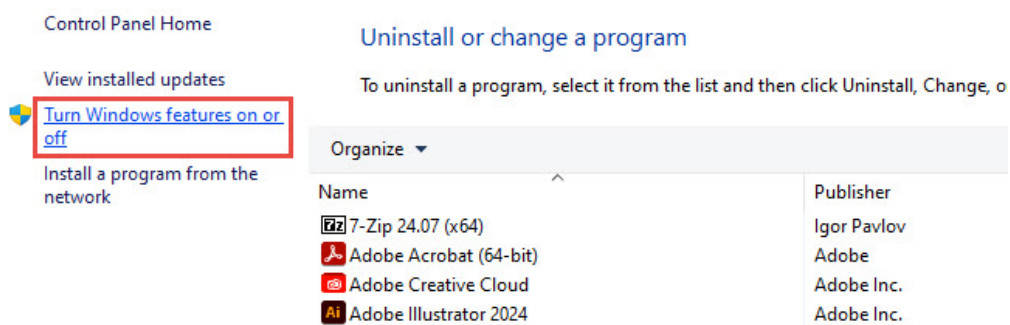 Control Panel Home
View installed updates
Turn Windows features on or
off
Install a program from the
network
Uninstall or change a program
To uninstall a program, select it from the list and then click Uninstall, Change, o
Organize
Name Publisher
7z 7-Zip 24.07 (x64) Igor Pavlov
Adobe Acrobat (64-bit) Adobe
Adobe Creative Cloud Adobe Inc.
Ai Adobe Illustrator 2024 Adobe Inc.